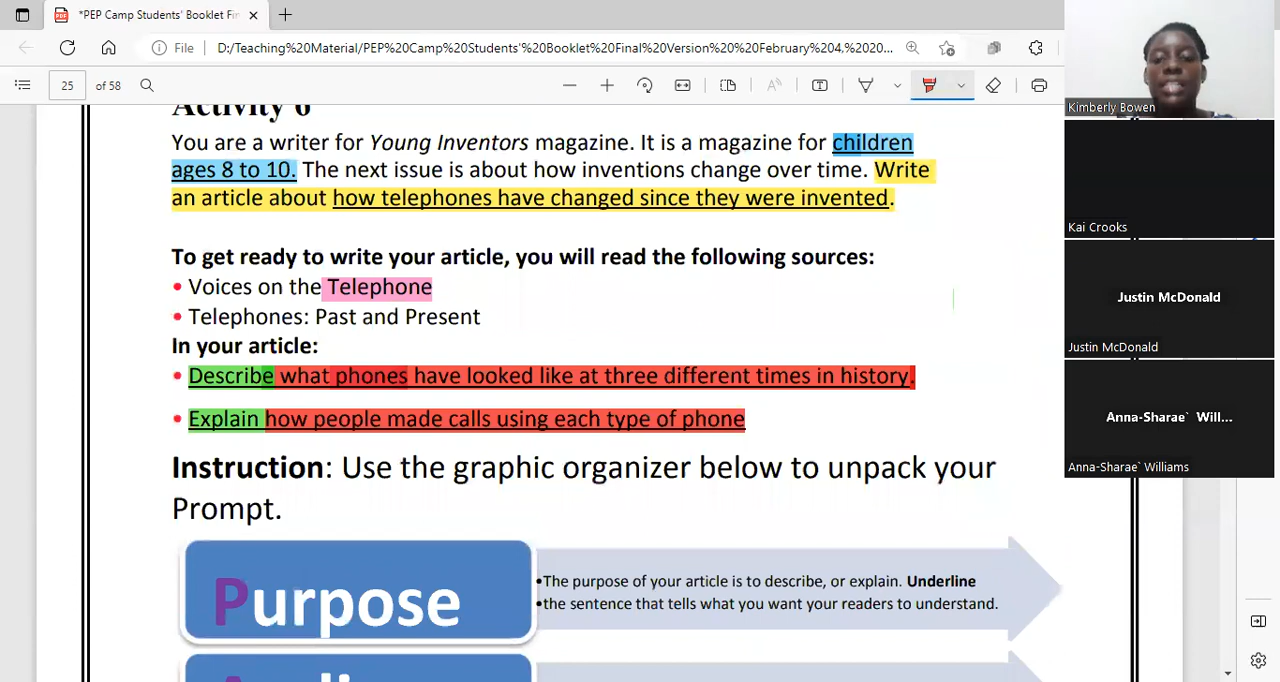 *PEP Camp Students' Booklet Fin
File D:/Teaching%20Material/PEP%20Camp%20Students'%20Booklet%20Final%20Version%20%20February%204.%2020...
25 of 58
Activity 6
You are a writer for Young Inventors magazine. It is a magazine for children
ages 8 to 10. The next issue is about how inventions change over time. Write
an article about how telephones have changed since they were invented.
To get ready to write your article, you will read the following sources:
• Voices on the Telephone
• Telephones: Past and Present
In your article:
• Describe what phones have looked like at three different times in history.
• Explain how people made calls using each type of phone
Instruction: Use the graphic organizer below to unpack your
Prompt.
Purpose
•The purpose of your article is to describe, or explain. Underline
•the sentence that tells what you want your readers to understand.
Kimberly Bowen
Kai Crooks
Justin McDonald
Justin McDonald
Anna-Sharae` Will...
Anna-Sharae` Williams